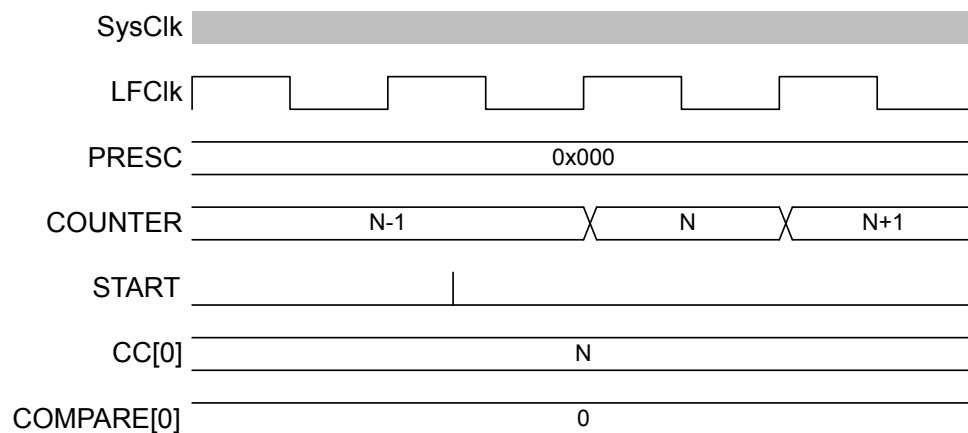 SysClk
LFClk
PRESC 0x000
COUNTER N-1 N N+1
START
CC[0] N
COMPARE[0] 0